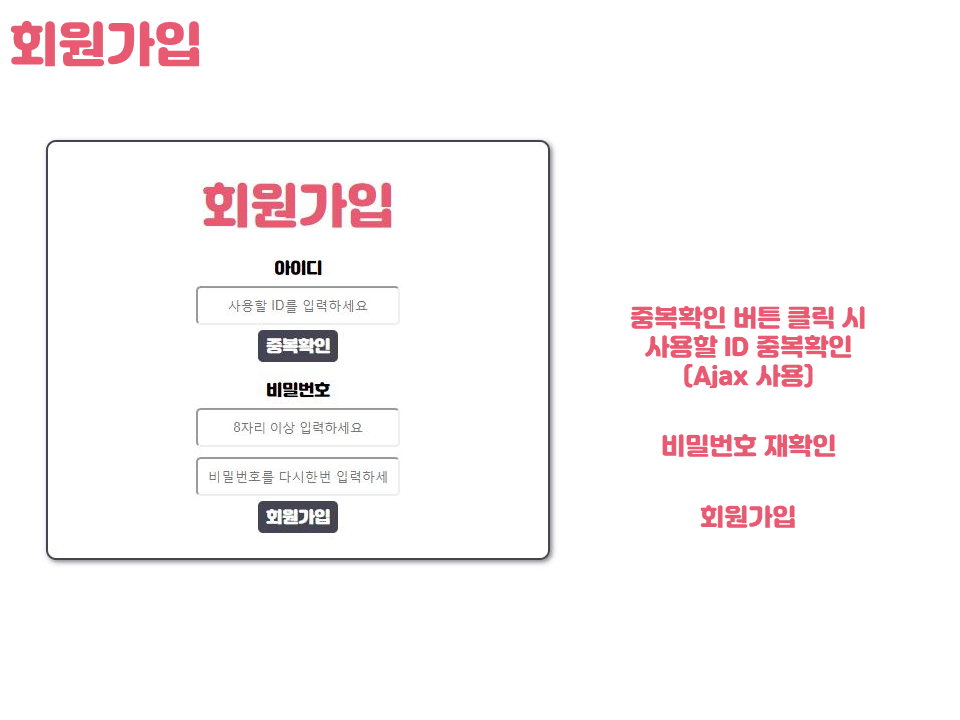 회원가입
회원가입
아이디
사용할 ID를 입력하세요
중복확인
비밀번호
8자리 이상 입력하세요
비밀번호를 다시한번 입력하세
회원가입
중복확인 버튼 클릭 시
사용할 ID 중복확인
(Ajax 사용)
비밀번호 재확인
회원가입